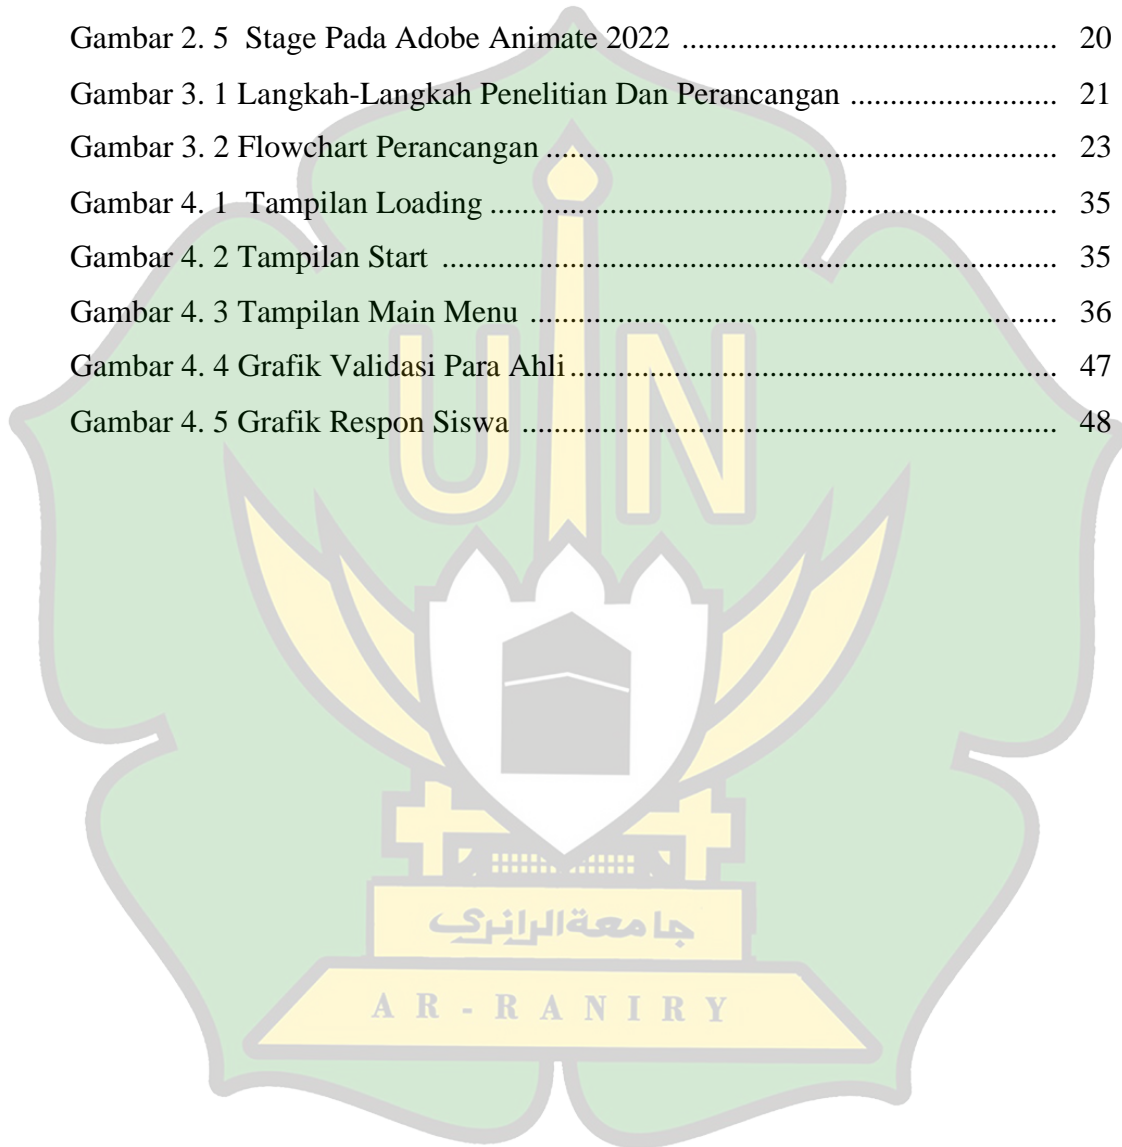 Gambar 2. 5  Stage Pada Adobe Animate 2022 ............................................................ 20
Gambar 3. 1 Langkah-Langkah Penelitian Dan Perancangan ................................. 21
Gambar 3. 2 Flowchart Perancangan .................................................................................. 23
Gambar 4. 1  Tampilan Loading ........................................................................................... 35
Gambar 4. 2 Tampilan Start ................................................................................................... 35
Gambar 4. 3 Tampilan Main Menu ..................................................................................... 36
Gambar 4. 4 Grafik Validasi Para Ahli .............................................................................. 47
Gambar 4. 5 Grafik Respon Siswa ...................................................................................... 48
UIN
جامعة الرانري
AR-RANIRY